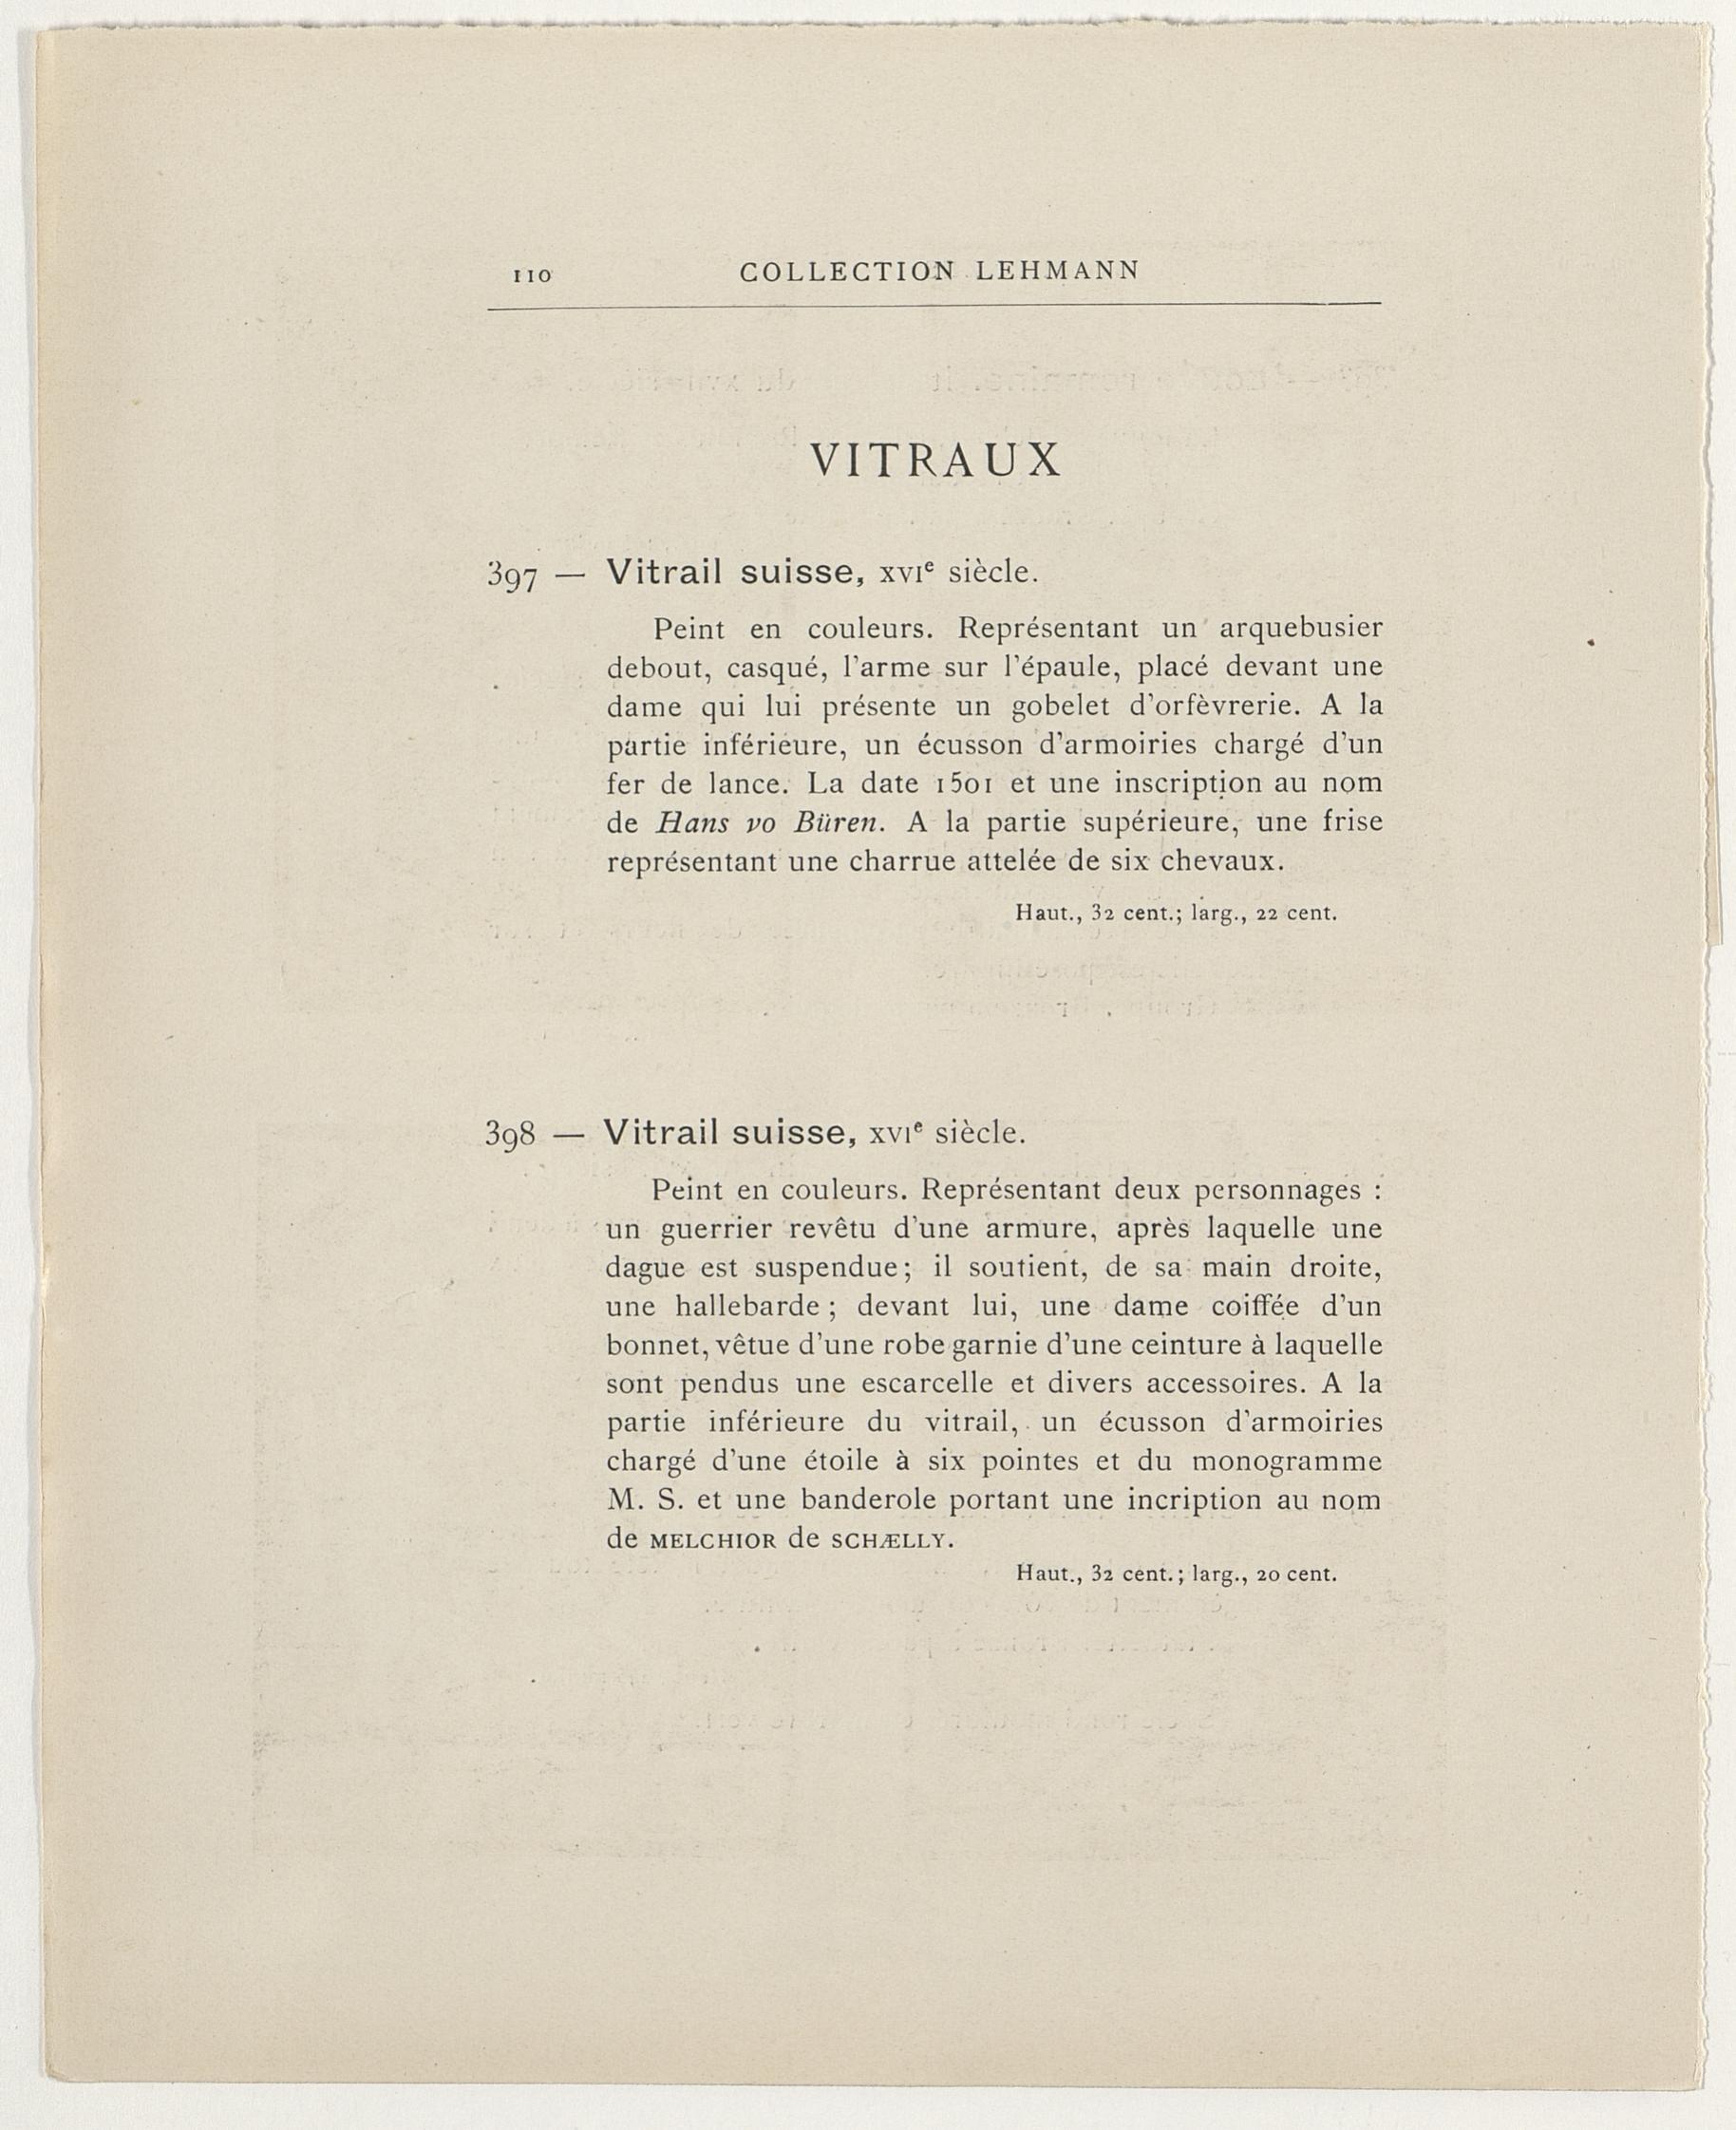 110 COLLECTION LEHMANN
VITRAUX
397 — Vitrail suisse, XVIe siècle.
Peint en couleurs. Représentant un arquebusier
debout, casqué, l'arme sur l'épaule, placé devant une
dame qui lui présente un gobelet d'orfèvrerie. A la
partie inférieure, un écusson d'armoiries chargé d'un
fer de lance. La date 1501 et une inscription au nom
de Hans vo Büren. A la partie supérieure, une frise
représentant une charrue attelée de six chevaux.
Haut., 32 cent.; larg., 22 cent.
398 — Vitrail suisse, XVIe siècle.
Peint en couleurs. Représentant deux personnages :
un guerrier revêtu d'une armure, après laquelle une
dague est suspendue; il soutient, de sa main droite,
une hallebarde; devant lui, une dame coiffée d'un
bonnet, vêtue d'une robe garnie d'une ceinture à laquelle
sont pendus une escarcelle et divers accessoires. A la
partie inférieure du vitrail, un écusson d'armoiries
chargé d'une étoile à six pointes et du monogramme
M. S. et une banderole portant une incription au nom
de MELCHIOR de SCHÆLLY.
Haut., 32 cent.; larg., 20 cent.